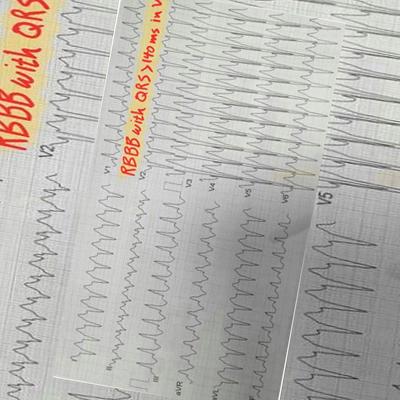 RBBB with QRS
RBBB with QRS >140 ms in V
V2
V1
V2
V3
V4
V5
V6
V5
II
III
aVR
aVL